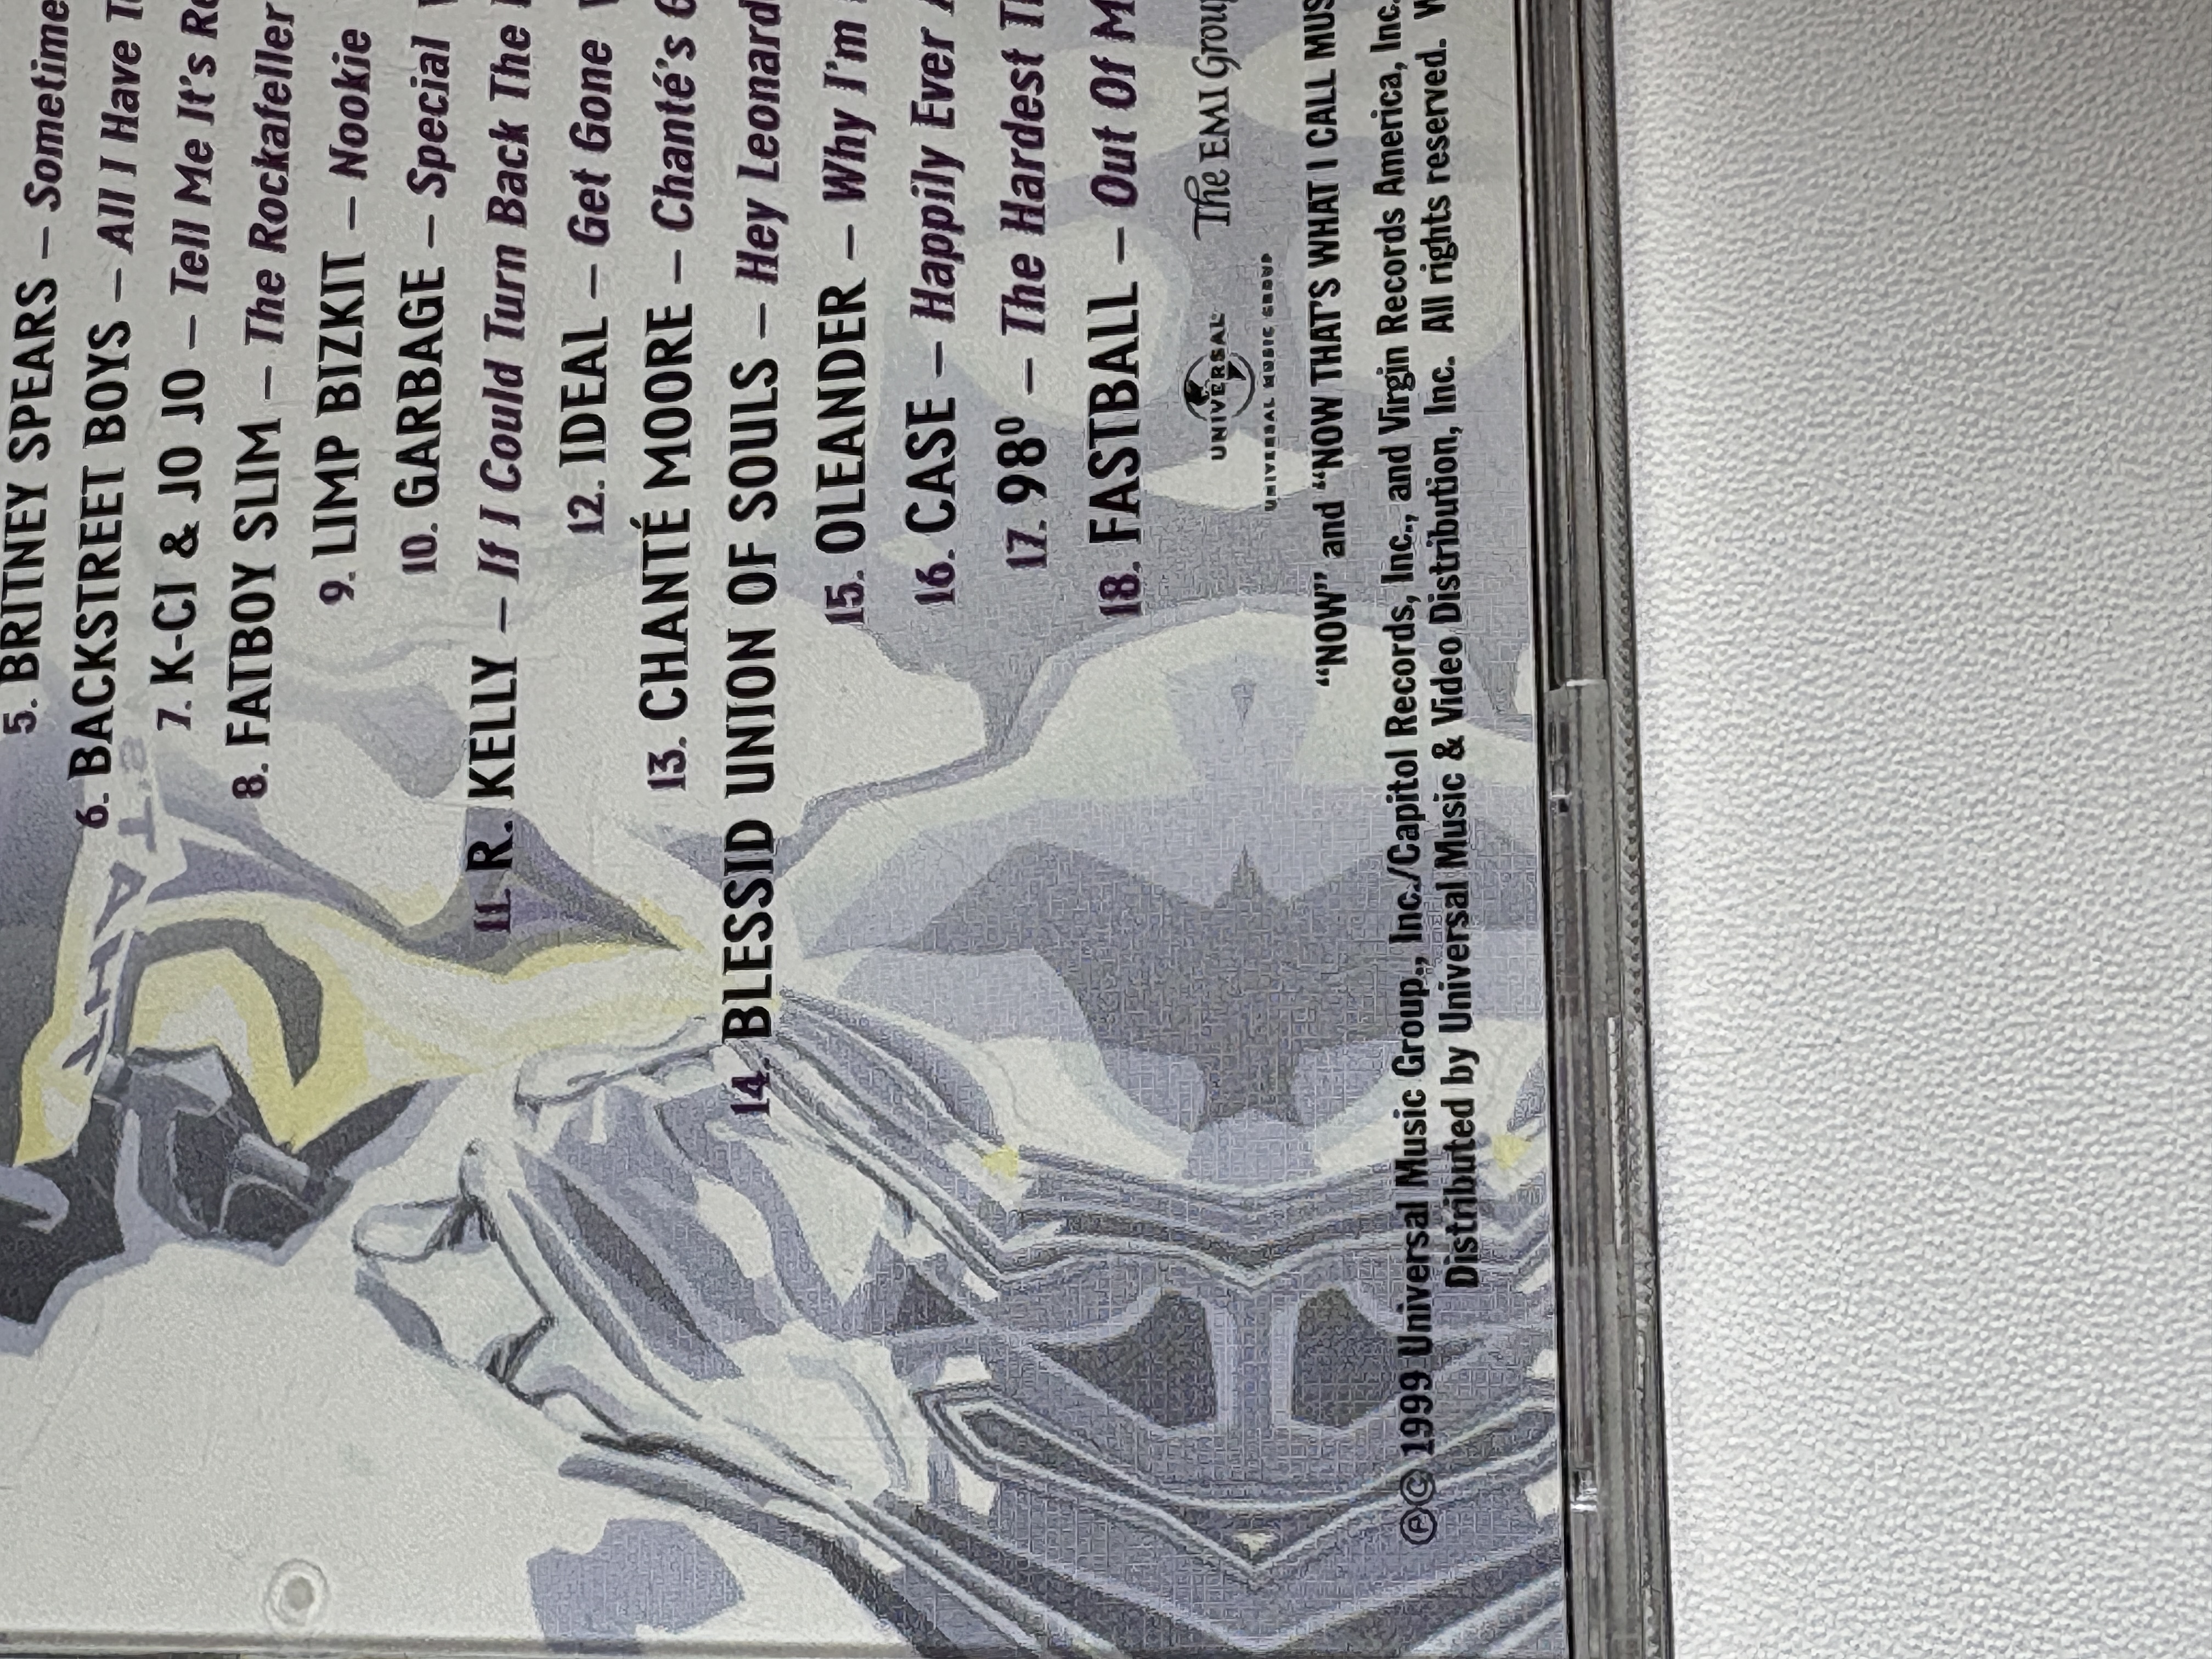 5. BRITNEY SPEARS – Sometime
6. BACKSTREET BOYS – All I Have T
7. K-CI & JO JO – Tell Me It's Re
8. FATBOY SLIM – The Rockafeller
9. LIMP BIZKIT – Nookie
10. GARBAGE – Special
11. R. KELLY – If I Could Turn Back The
12. IDEAL – Get Gone
13. CHANTÉ MOORE – Chanté's G
14. BLESSID UNION OF SOULS – Hey Leonard
15. OLEANDER – Why I'm
16. CASE – Happily Ever A
17. 98⁰ – The Hardest Ti
18. FASTBALL – Out Of M
UNIVERSAL The EMI Group
UNIVERSAL MUSIC GROUP
“NOW” and “NOW THAT'S WHAT I CALL MUS
Ⓟ© 1999 Universal Music Group., Inc./Capitol Records, Inc., and Virgin Records America, Inc.
Distributed by Universal Music & Video Distribution, Inc. All rights reserved. W